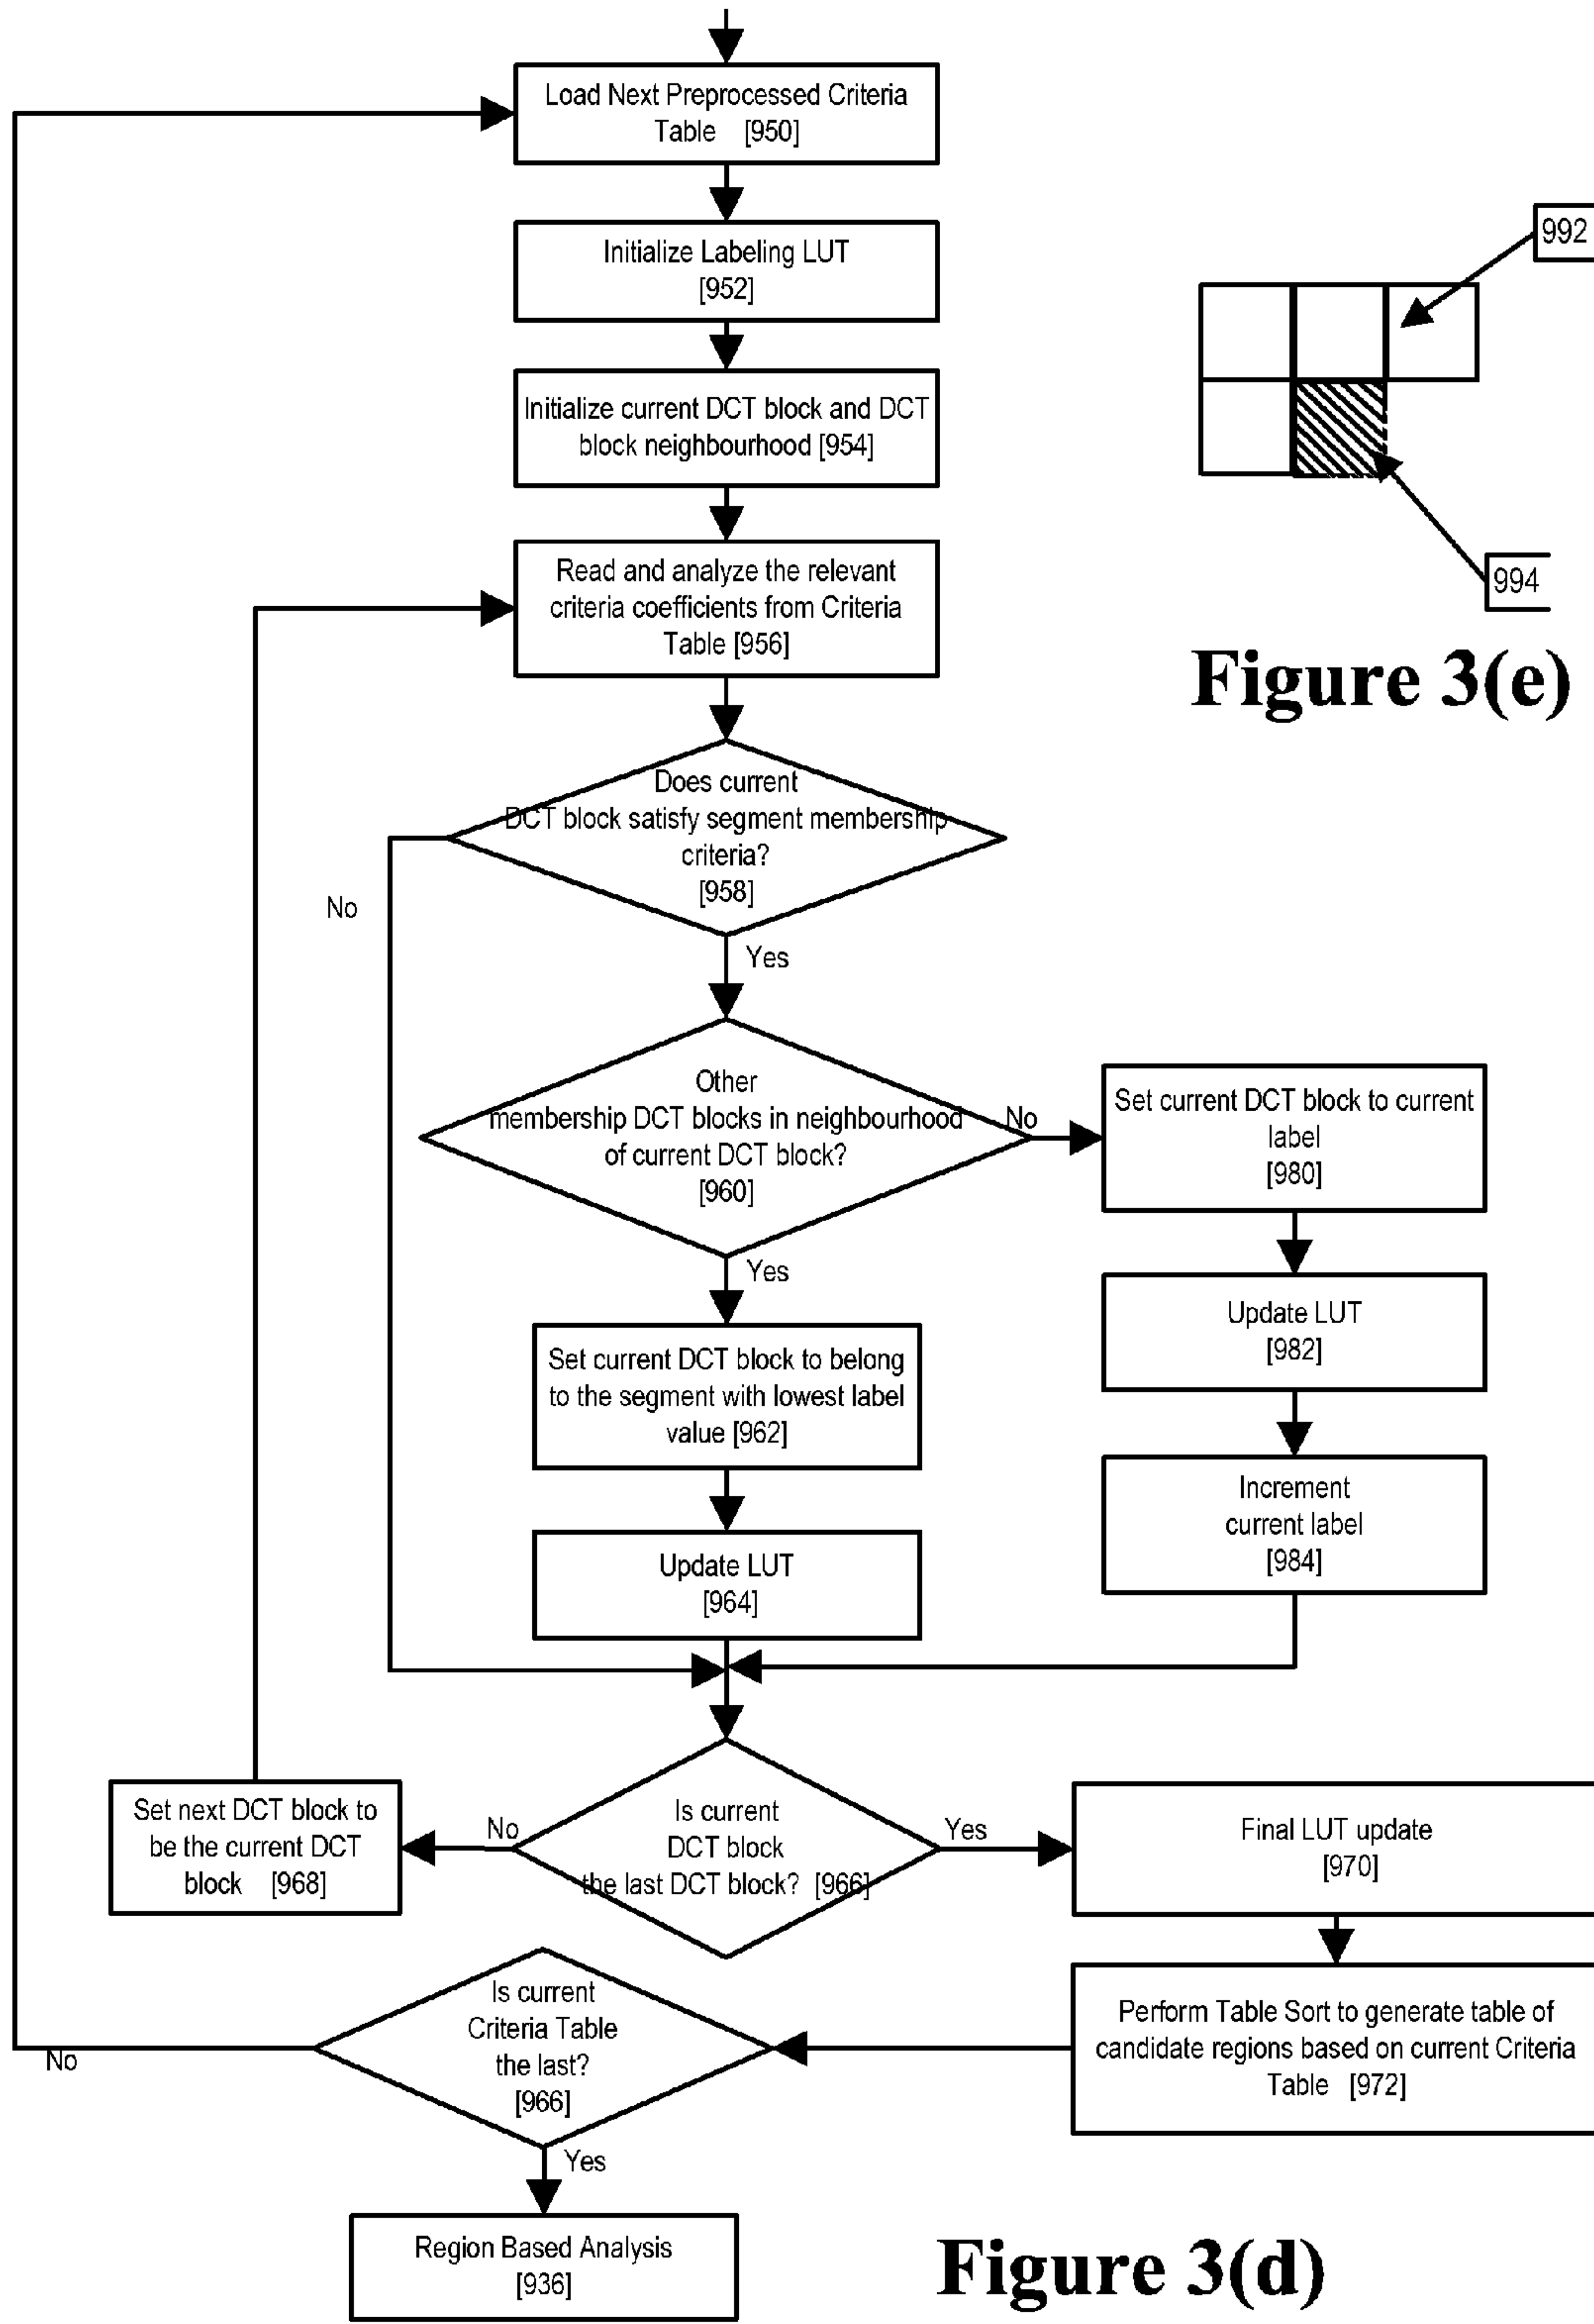 Load Next Preprocessed Criteria
Table [950]
Initialize Labeling LUT
[952]
992
Initialize current DCT block and DCT
block neighbourhood [954]
Read and analyze the relevant
criteria coefficients from Criteria
Table [956]
994
Figure 3(e)
Does current
DCT block satisfy segment membership
criteria?
[958]
No
Yes
Other
membership DCT blocks in neighbourhood
of current DCT block?
[960]
No
Set current DCT block to current
label
[980]
Yes
Update LUT
[982]
Set current DCT block to belong
to the segment with lowest label
value [962]
Increment
current label
[984]
Update LUT
[964]
Set next DCT block to
be the current DCT
block [968]
No
Is current
DCT block
the last DCT block? [966]
Yes
Final LUT update
[970]
Is current
Criteria Table
the last?
[966]
Perform Table Sort to generate table of
candidate regions based on current Criteria
Table [972]
No
Yes
Region Based Analysis
[936]
Figure 3(d)